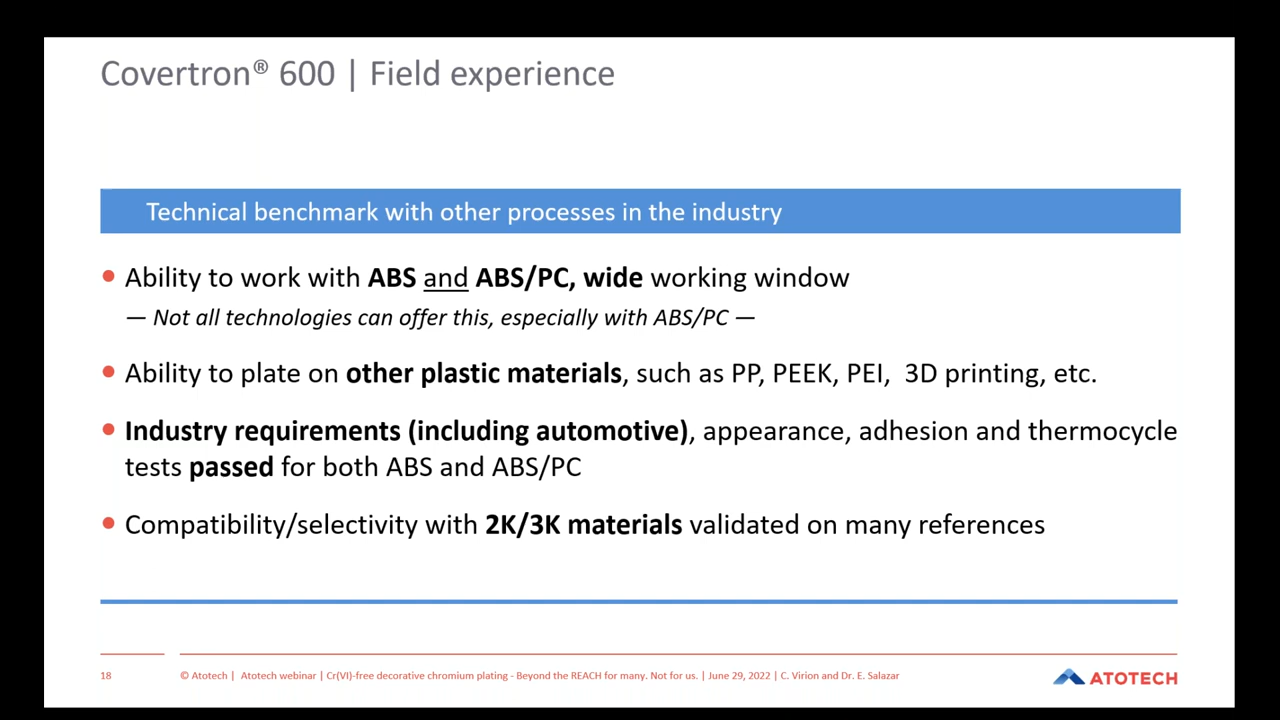 Covertron® 600 | Field experience
Technical benchmark with other processes in the industry
• Ability to work with ABS and ABS/PC, wide working window
— Not all technologies can offer this, especially with ABS/PC —
• Ability to plate on other plastic materials, such as PP, PEEK, PEI, 3D printing, etc.
• Industry requirements (including automotive), appearance, adhesion and thermocycle
tests passed for both ABS and ABS/PC
• Compatibility/selectivity with 2K/3K materials validated on many references
18 © Atotech | Atotech webinar | Cr(VI)-free decorative chromium plating - Beyond the REACH for many. Not for us. | June 29, 2022 | C. Virion and Dr. E. Salazar
ATOTECH